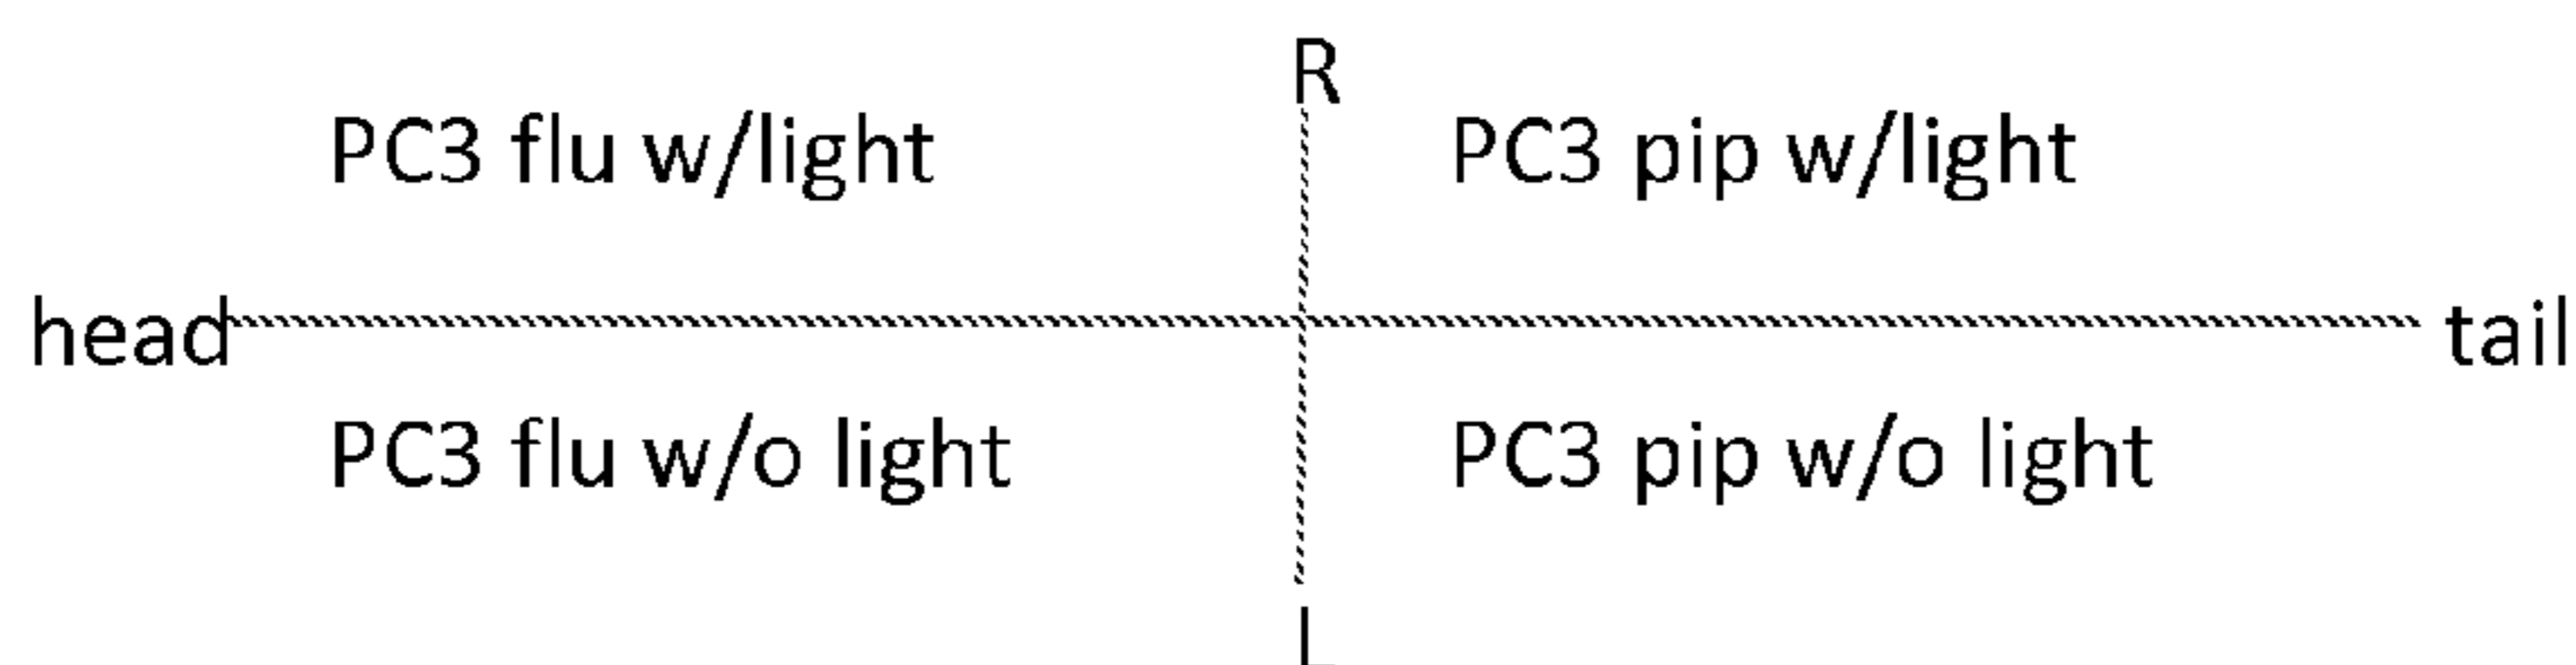 R
PC3 flu w/light
PC3 pip w/light
head
tail
PC3 flu w/o light
PC3 pip w/o light
L